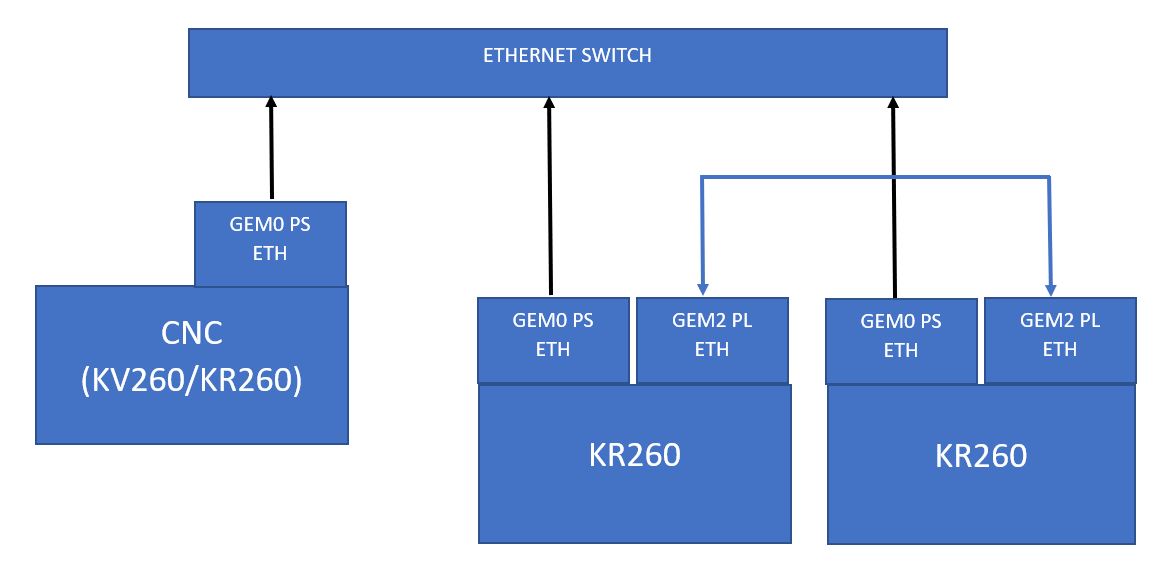 ETHERNET SWITCH
GEM0 PS
ETH
CNC
(KV260/KR260)
GEM0 PS
ETH
GEM2 PL
ETH
KR260
GEM0 PS
ETH
GEM2 PL
ETH
KR260